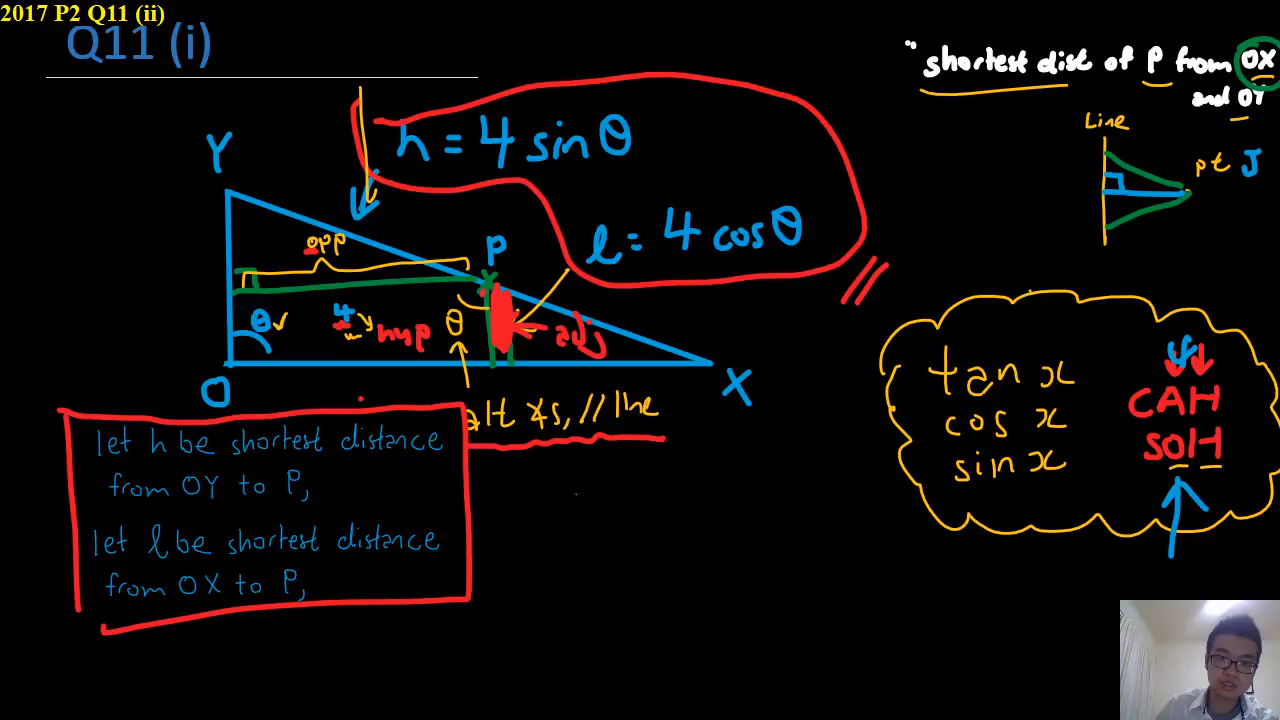 2017 P2 Q11 (ii)
Q11 (i)
"shortest dist of P from OX
and OY
Line
pt J
h = 4 sin θ
l = 4 cos θ
Y
opp
P
θ
4
hyp
θ
adj
O
X
alt ∠s, // line
let h be shortest distance
from OY to P,
let l be shortest distance
from OX to P,
tan x
cos x
sin x
CAH
SOH